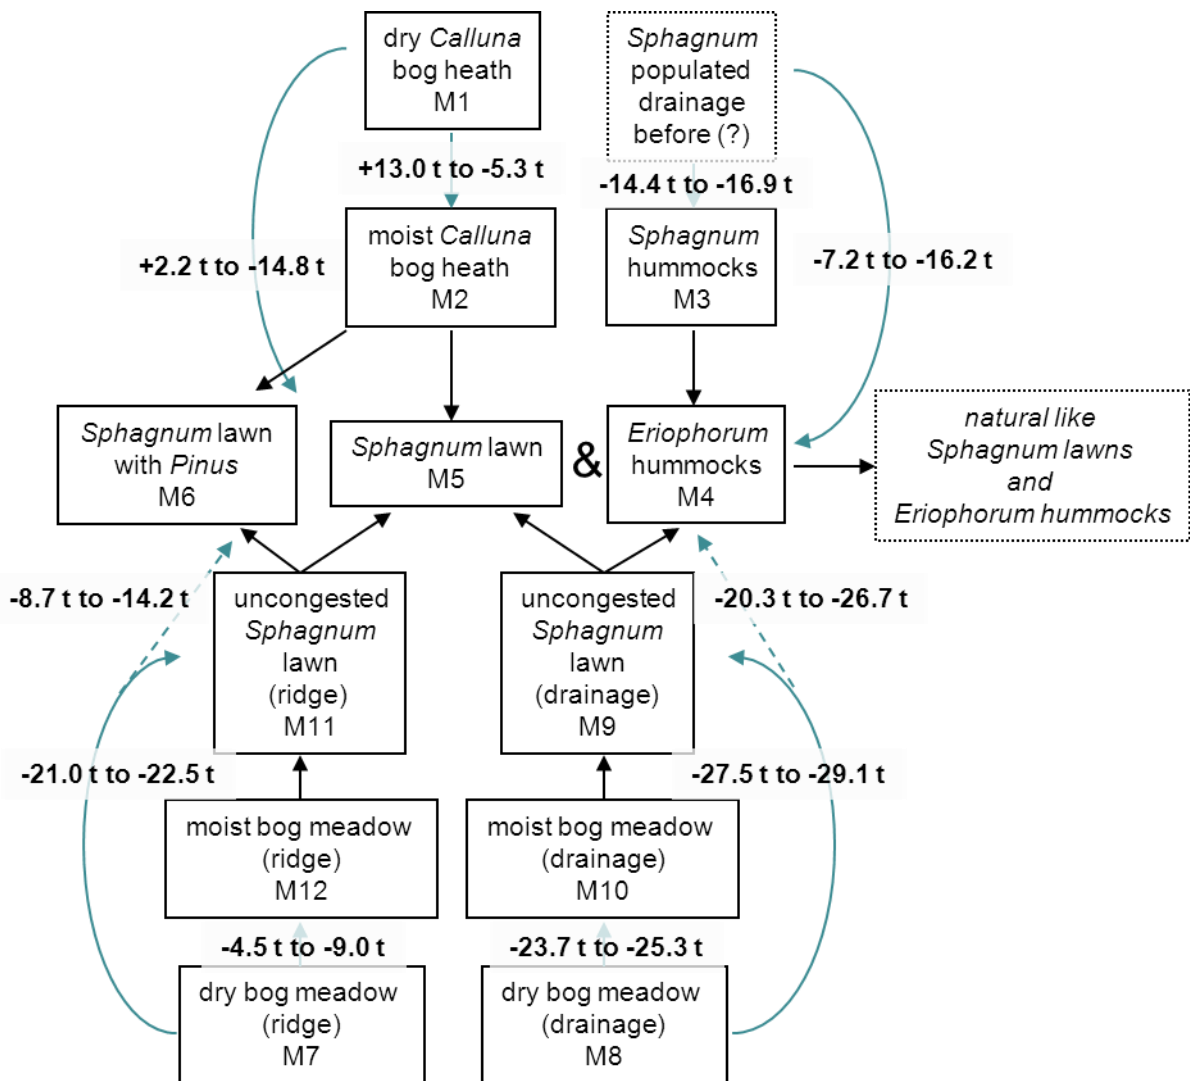 dry Calluna
bog heath
M1
Sphagnum
populated
drainage
before (?)
+13.0 t to -5.3 t
-14.4 t to -16.9 t
moist Calluna
bog heath
M2
Sphagnum
hummocks
M3
+2.2 t to -14.8 t
-7.2 t to -16.2 t
Sphagnum lawn
with Pinus
M6
Sphagnum lawn
M5
&
Eriophorum
hummocks
M4
natural like
Sphagnum lawns
and
Eriophorum hummocks
-8.7 t to -14.2 t
uncongested
Sphagnum
lawn
(ridge)
M11
uncongested
Sphagnum
lawn
(drainage)
M9
-20.3 t to -26.7 t
-21.0 t to -22.5 t
-27.5 t to -29.1 t
moist bog meadow
(ridge)
M12
moist bog meadow
(drainage)
M10
-4.5 t to -9.0 t
-23.7 t to -25.3 t
dry bog meadow
(ridge)
M7
dry bog meadow
(drainage)
M8